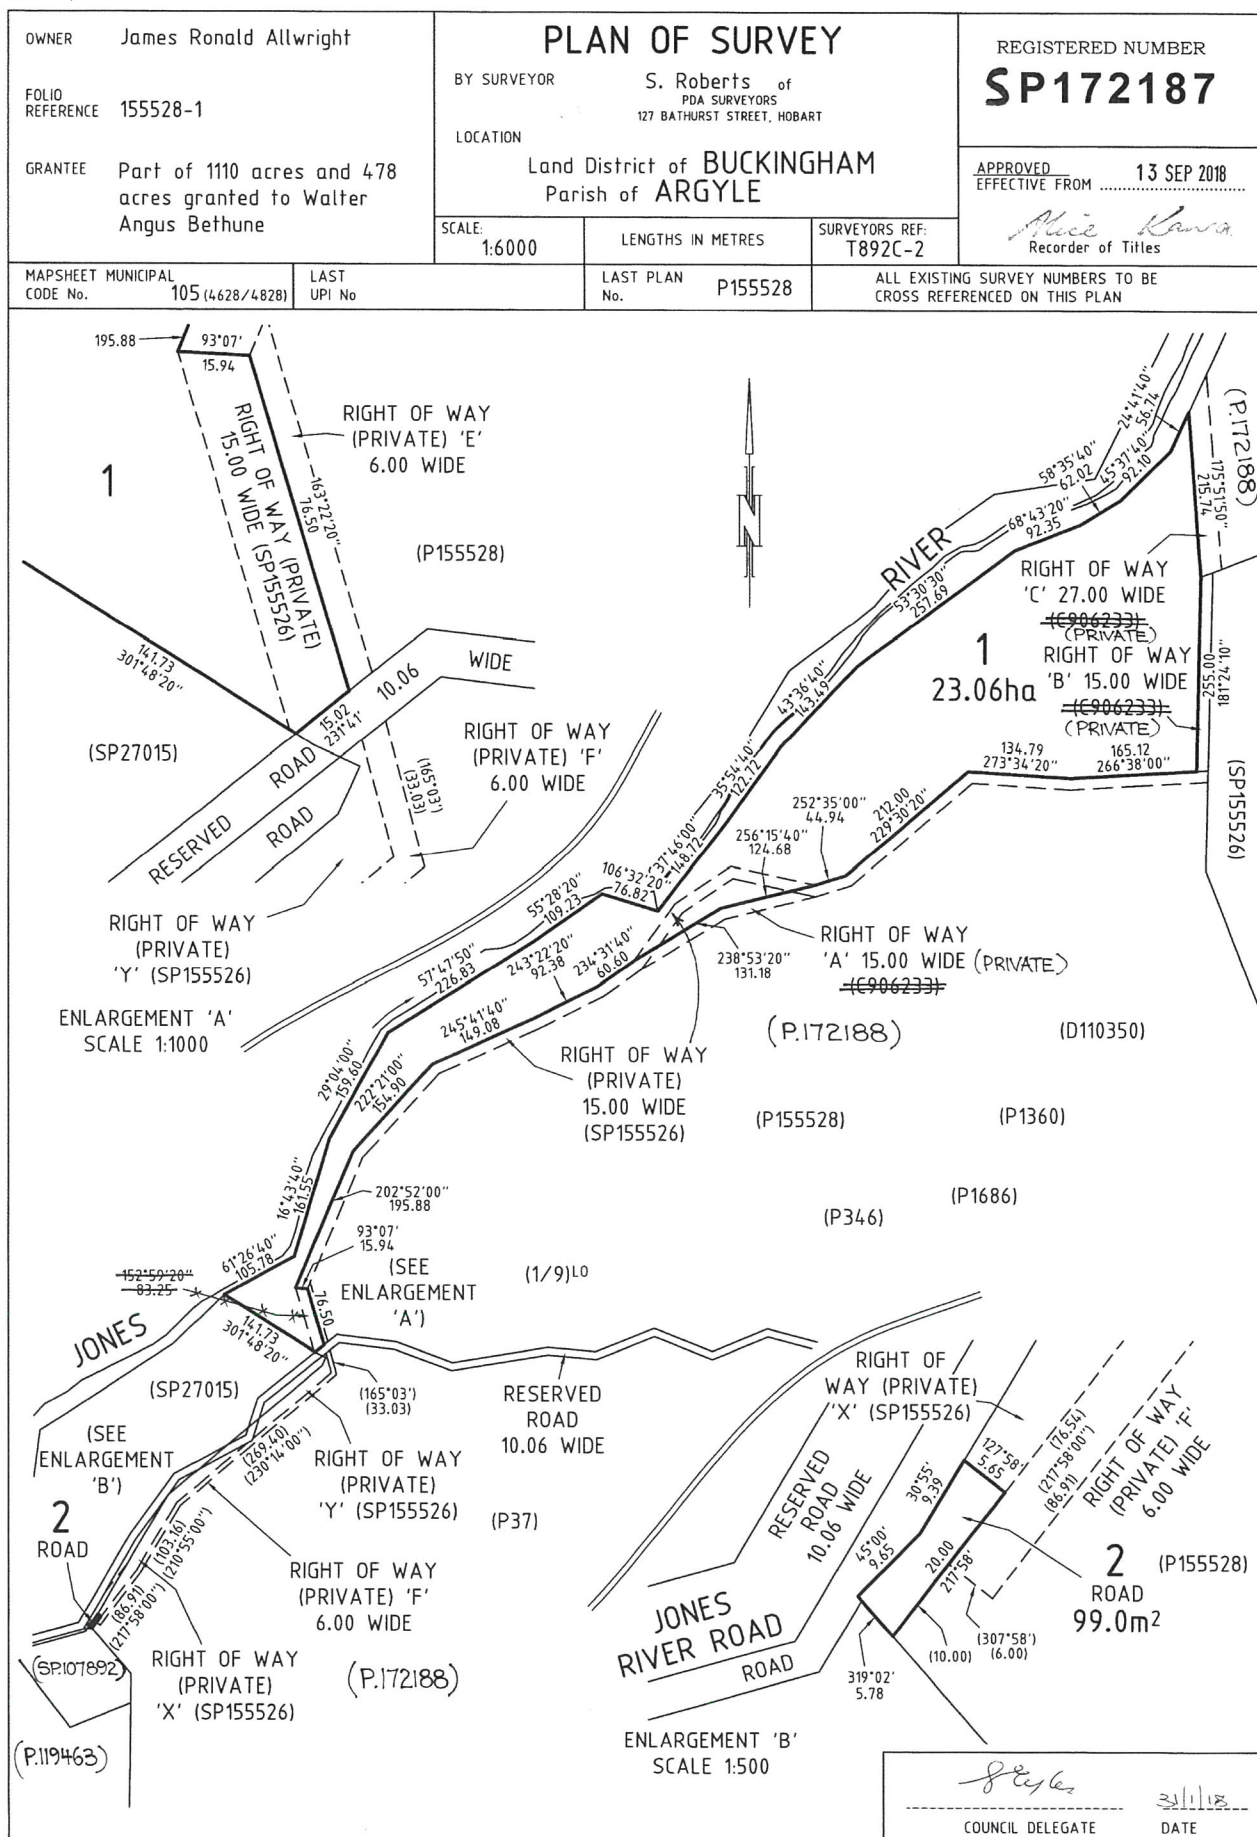 OWNER James Ronald Allwright
FOLIO
REFERENCE 155528-1
GRANTEE Part of 1110 acres and 478
acres granted to Walter
Angus Bethune
PLAN OF SURVEY
BY SURVEYOR S. Roberts of
PDA SURVEYORS
127 BATHURST STREET, HOBART
LOCATION
Land District of BUCKINGHAM
Parish of ARGYLE
SCALE:
1:6000
LENGTHS IN METRES
SURVEYORS REF:
T892C-2
REGISTERED NUMBER
SP172187
APPROVED
EFFECTIVE FROM 13 SEP 2018
Recorder of Titles
MAPSHEET MUNICIPAL
CODE No. 105 (4628/4828)
LAST
UPI No
LAST PLAN
No. P155528
ALL EXISTING SURVEY NUMBERS TO BE
CROSS REFERENCED ON THIS PLAN
195.88
93°07'
15.94
RIGHT OF WAY (PRIVATE)
15.00 WIDE (SP155526)
RIGHT OF WAY
(PRIVATE) 'E'
6.00 WIDE
163°22'20"
76.50
1
(P155528)
141.73
301°48'20"
15.02
231°41'
10.06
WIDE
(SP27015)
RESERVED
ROAD
ROAD
RIGHT OF WAY
(PRIVATE) 'F'
6.00 WIDE
(165°03')
(33.03)
RIGHT OF WAY
(PRIVATE)
'Y' (SP155526)
ENLARGEMENT 'A'
SCALE 1:1000
N
RIVER
24°41'40"
56.74
45°37'40"
92.10
58°35'40"
62.02
68°43'20"
92.35
53°30'30"
257.69
43°36'40"
143.49
35°54'40"
122.72
37°46'00"
148.72
(P.172188)
175°51'50"
215.74
RIGHT OF WAY
'C' 27.00 WIDE
(C906233)
(PRIVATE)
RIGHT OF WAY
'B' 15.00 WIDE
(C906233)
(PRIVATE)
1
23.06ha
255.00
181°24'10"
134.79
273°34'20"
165.12
266°38'00"
(SP155526)
212.00
229°30'20"
252°35'00"
44.94
256°15'40"
124.68
106°32'20"
76.82
55°28'20"
109.23
57°47'50"
226.83
243°22'20"
92.38
234°31'40"
60.60
238°53'20"
131.18
RIGHT OF WAY
'A' 15.00 WIDE (PRIVATE)
(C906233)
245°41'40"
149.08
(P.172188)
(D110350)
RIGHT OF WAY
(PRIVATE)
15.00 WIDE
(SP155526)
29°04'00"
159.60
222°21'00"
154.90
(P155528)
(P1360)
16°43'40"
161.55
202°52'00"
195.88
(P1686)
(P346)
93°07'
15.94
61°26'40"
105.78
(SEE
ENLARGEMENT
'A')
(1/9)LO
152°59'20"
83.25
76.50
141.73
301°48'20"
JONES
(SP27015)
(165°03')
(33.03)
RESERVED
ROAD
10.06 WIDE
(SEE
ENLARGEMENT
'B')
(269.40)
(230°14'00")
RIGHT OF WAY
(PRIVATE)
'Y' (SP155526)
(P37)
2
ROAD
(103.16)
(210°55'00")
(86.91)
(217°58'00")
RIGHT OF WAY
(PRIVATE) 'F'
6.00 WIDE
(SP.107892)
RIGHT OF WAY
(PRIVATE)
'X' (SP155526)
(P.172188)
(P.119463)
RIGHT OF
WAY (PRIVATE)
'X' (SP155526)
RESERVED
ROAD
10.06 WIDE
127°58'
5.65
(76.54)
(217°58'00")
(86.91)
RIGHT OF WAY
(PRIVATE) 'F'
6.00 WIDE
30°55'
9.39
45°00'
9.65
20.00
217°58'
2
ROAD
99.0m²
(P155528)
JONES
RIVER ROAD
ROAD
(307°58')
(6.00)
(10.00)
319°02'
5.78
ENLARGEMENT 'B'
SCALE 1:500
31/1/18
COUNCIL DELEGATE DATE